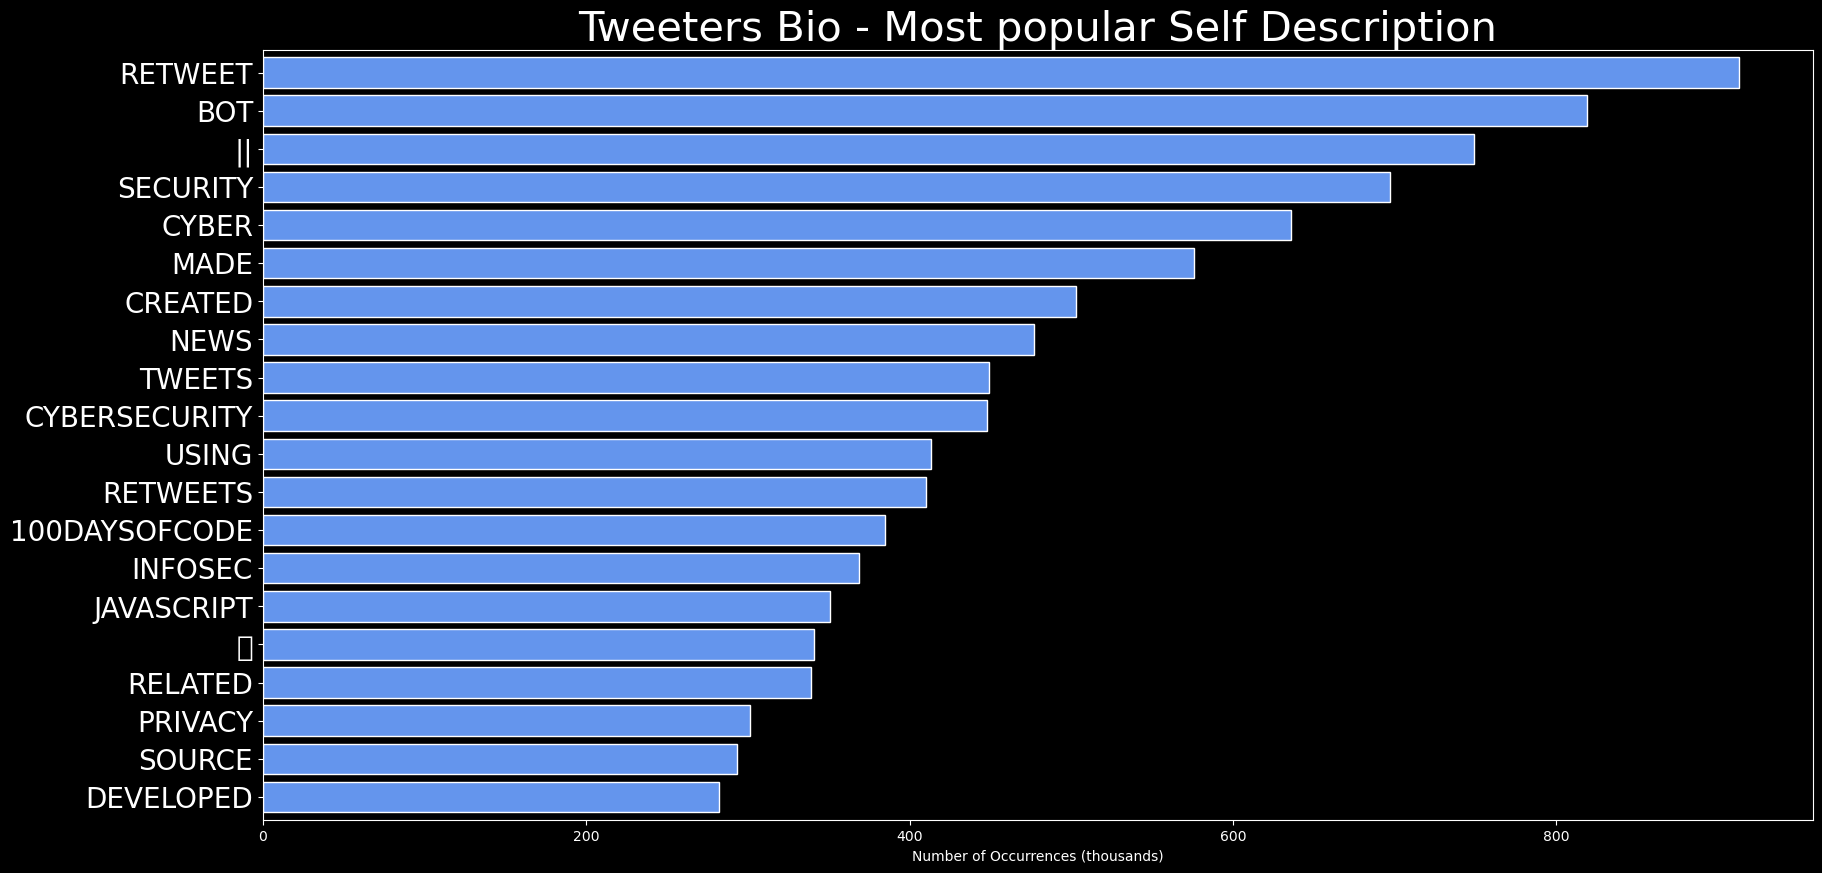 Tweeters Bio - Most popular Self Description
RETWEET
BOT
||
SECURITY
CYBER
MADE
CREATED
NEWS
TWEETS
CYBERSECURITY
USING
RETWEETS
100DAYSOFCODE
INFOSEC
JAVASCRIPT
RELATED
PRIVACY
SOURCE
DEVELOPED
0 200 400 600 800
Number of Occurrences (thousands)